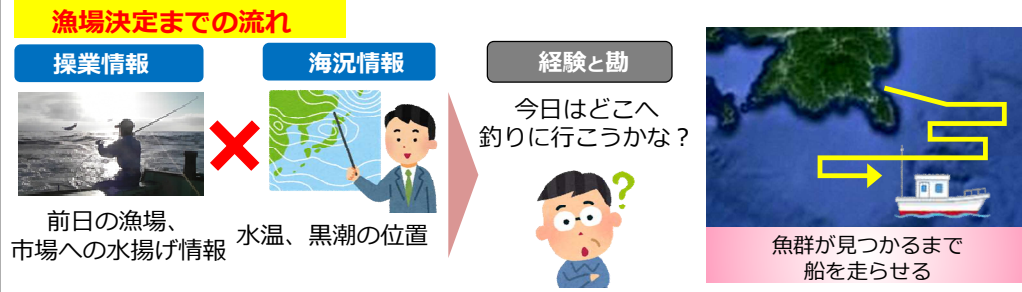 漁場決定までの流れ
操業情報
海況情報
経験と勘
前日の漁場、
市場への水揚げ情報
水温、黒潮の位置
今日はどこへ
釣りに行こうかな？
魚群が見つかるまで
船を走らせる